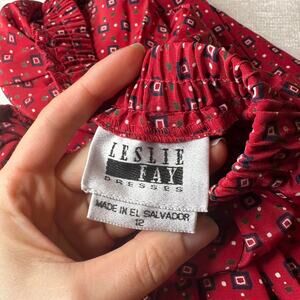 LESLIE
FAY
DRESSES
MADE IN EL SALVADOR
12